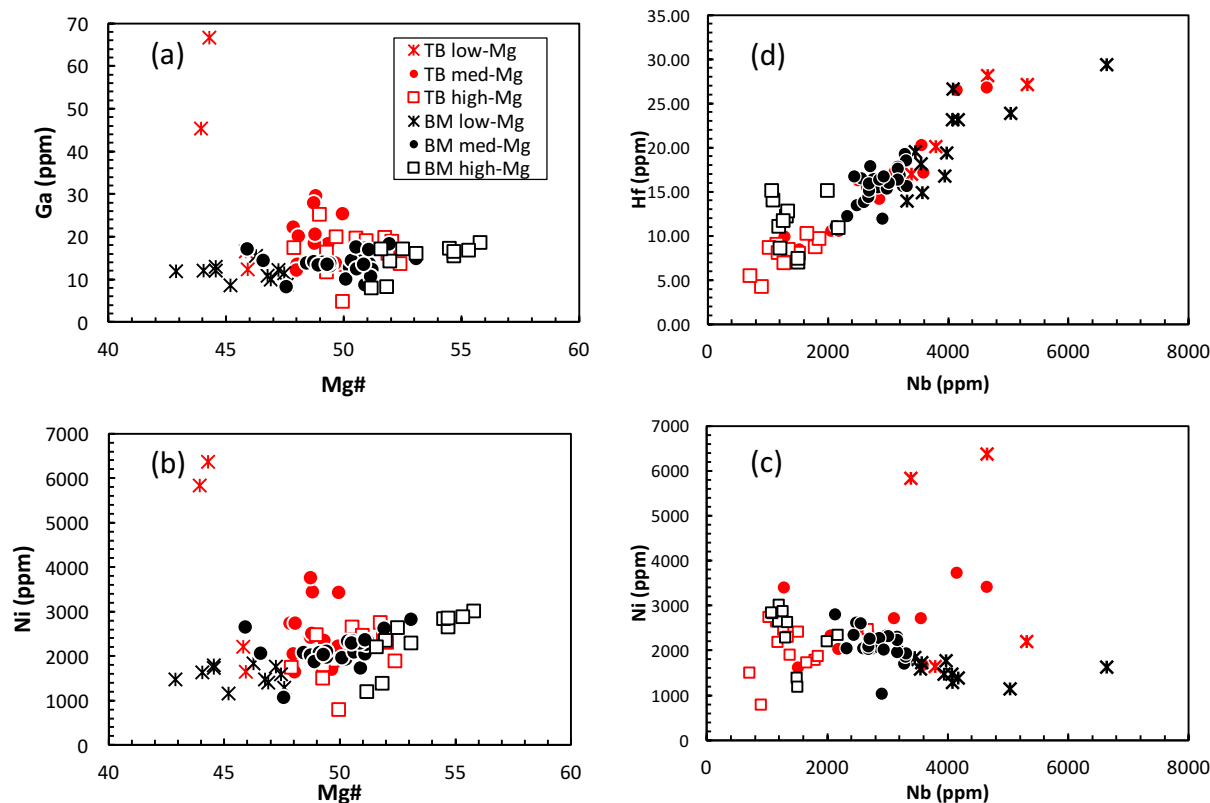 (a)
70
60
50
40
30
20
10
0
Ga (ppm)
40 45 50 55 60
Mg#
TB low-Mg
TB med-Mg
TB high-Mg
BM low-Mg
BM med-Mg
BM high-Mg
(d)
35.00
30.00
25.00
20.00
15.00
10.00
5.00
0.00
Hf (ppm)
0 2000 4000 6000 8000
Nb (ppm)
(b)
7000
6000
5000
4000
3000
2000
1000
0
Ni (ppm)
40 45 50 55 60
Mg#
(c)
7000
6000
5000
4000
3000
2000
1000
0
Ni (ppm)
0 2000 4000 6000 8000
Nb (ppm)